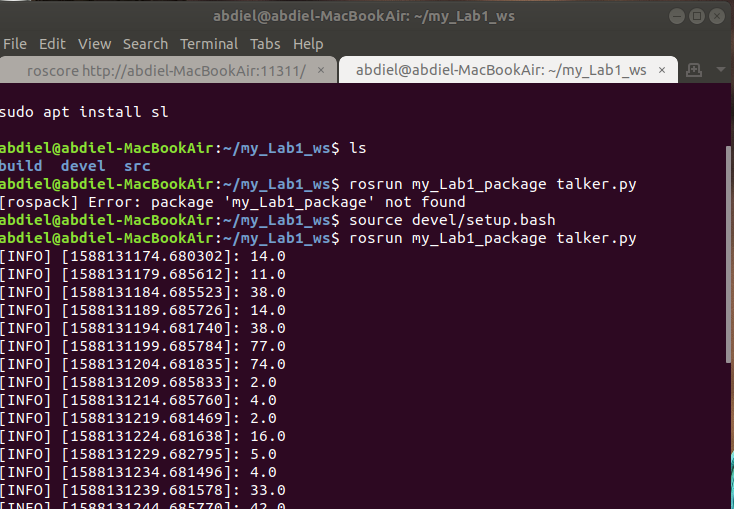 abdiel@abdiel-MacBookAir: ~/my_Lab1_ws
File Edit View Search Terminal Tabs Help
roscore http://abdiel-MacBookAir:11311/ × abdiel@abdiel-MacBookAir: ~/my_Lab1_ws ×
sudo apt install sl
abdiel@abdiel-MacBookAir:~/my_Lab1_ws$ ls
build devel src
abdiel@abdiel-MacBookAir:~/my_Lab1_ws$ rosrun my_Lab1_package talker.py
[rospack] Error: package 'my_Lab1_package' not found
abdiel@abdiel-MacBookAir:~/my_Lab1_ws$ source devel/setup.bash
abdiel@abdiel-MacBookAir:~/my_Lab1_ws$ rosrun my_Lab1_package talker.py
[INFO] [1588131174.680302]: 14.0
[INFO] [1588131179.685612]: 11.0
[INFO] [1588131184.685523]: 38.0
[INFO] [1588131189.685726]: 14.0
[INFO] [1588131194.681740]: 38.0
[INFO] [1588131199.685784]: 77.0
[INFO] [1588131204.681835]: 74.0
[INFO] [1588131209.685833]: 2.0
[INFO] [1588131214.685760]: 4.0
[INFO] [1588131219.681469]: 2.0
[INFO] [1588131224.681638]: 16.0
[INFO] [1588131229.682795]: 5.0
[INFO] [1588131234.681496]: 4.0
[INFO] [1588131239.681578]: 33.0
[INFO] [1588131244.685770]: 42.0